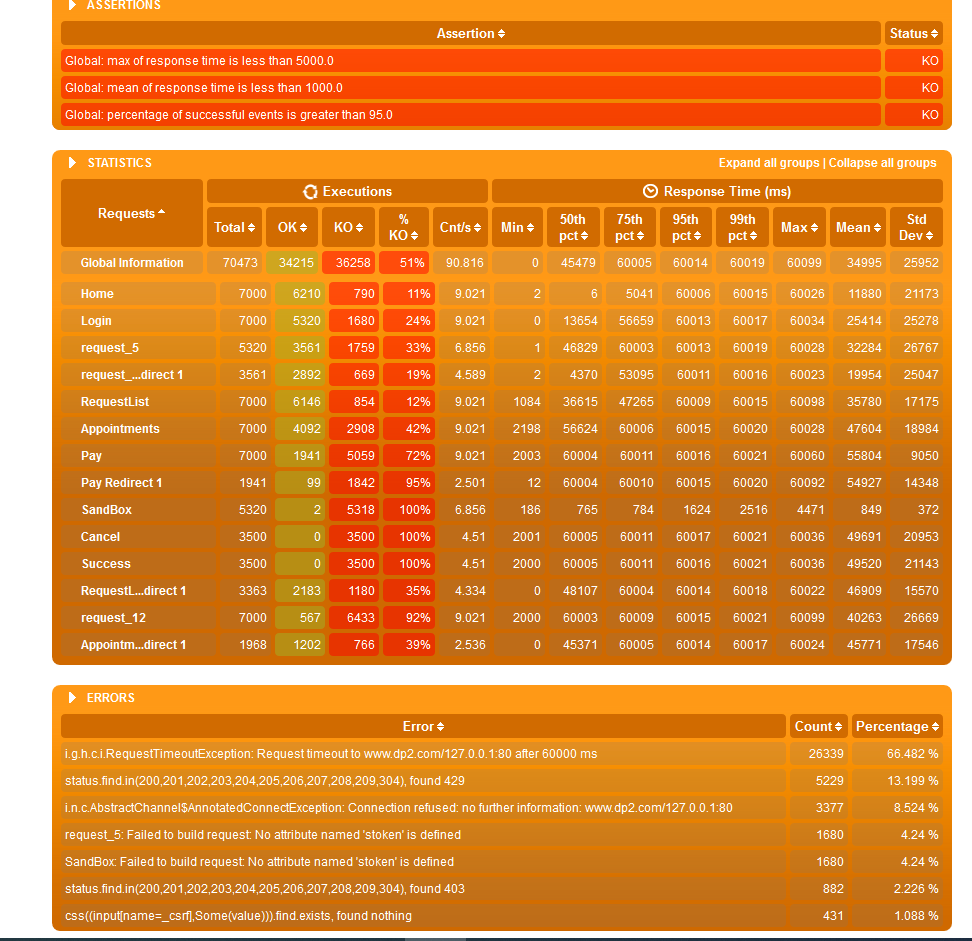 ASSERTIONS
Assertion Status
Global: max of response time is less than 5000.0 KO
Global: mean of response time is less than 1000.0 KO
Global: percentage of successful events is greater than 95.0 KO
STATISTICS Expand all groups | Collapse all groups
Requests Executions Response Time (ms)
Total OK KO % KO Cnt/s Min 50th pct 75th pct 95th pct 99th pct Max Mean Std Dev
Global Information 70473 34215 36258 51% 90.816 0 45479 60005 60014 60019 60099 34995 25952
Home 7000 6210 790 11% 9.021 2 6 5041 60006 60015 60026 11880 21173
Login 7000 5320 1680 24% 9.021 0 13654 56659 60013 60017 60034 25414 25278
request_5 5320 3561 1759 33% 6.856 1 46829 60003 60013 60019 60028 32284 26767
request_...direct 1 3561 2892 669 19% 4.589 2 4370 53095 60011 60016 60023 19954 25047
RequestList 7000 6146 854 12% 9.021 1084 36615 47265 60009 60015 60098 35780 17175
Appointments 7000 4092 2908 42% 9.021 2198 56624 60006 60015 60020 60028 47604 18984
Pay 7000 1941 5059 72% 9.021 2003 60004 60011 60016 60021 60060 55804 9050
Pay Redirect 1 1941 99 1842 95% 2.501 12 60004 60010 60015 60020 60092 54927 14348
SandBox 5320 2 5318 100% 6.856 186 765 784 1624 2516 4471 849 372
Cancel 3500 0 3500 100% 4.51 2001 60005 60011 60017 60021 60036 49691 20953
Success 3500 0 3500 100% 4.51 2000 60005 60011 60016 60021 60036 49520 21143
RequestL...direct 1 3363 2183 1180 35% 4.334 0 48107 60004 60014 60018 60022 46909 15570
request_12 7000 567 6433 92% 9.021 2000 60003 60009 60015 60021 60099 40263 26669
Appointm...direct 1 1968 1202 766 39% 2.536 0 45371 60005 60014 60017 60024 45771 17546
ERRORS
Error Count Percentage
i.g.h.c.i.RequestTimeoutException: Request timeout to www.dp2.com/127.0.0.1:80 after 60000 ms 26339 66.482 %
status.find.in(200,201,202,203,204,205,206,207,208,209,304), found 429 5229 13.199 %
i.n.c.AbstractChannel$AnnotatedConnectException: Connection refused: no further information: www.dp2.com/127.0.0.1:80 3377 8.524 %
request_5: Failed to build request: No attribute named 'stoken' is defined 1680 4.24 %
SandBox: Failed to build request: No attribute named 'stoken' is defined 1680 4.24 %
status.find.in(200,201,202,203,204,205,206,207,208,209,304), found 403 882 2.226 %
css((input[name=_csrf],Some(value))).find.exists, found nothing 431 1.088 %